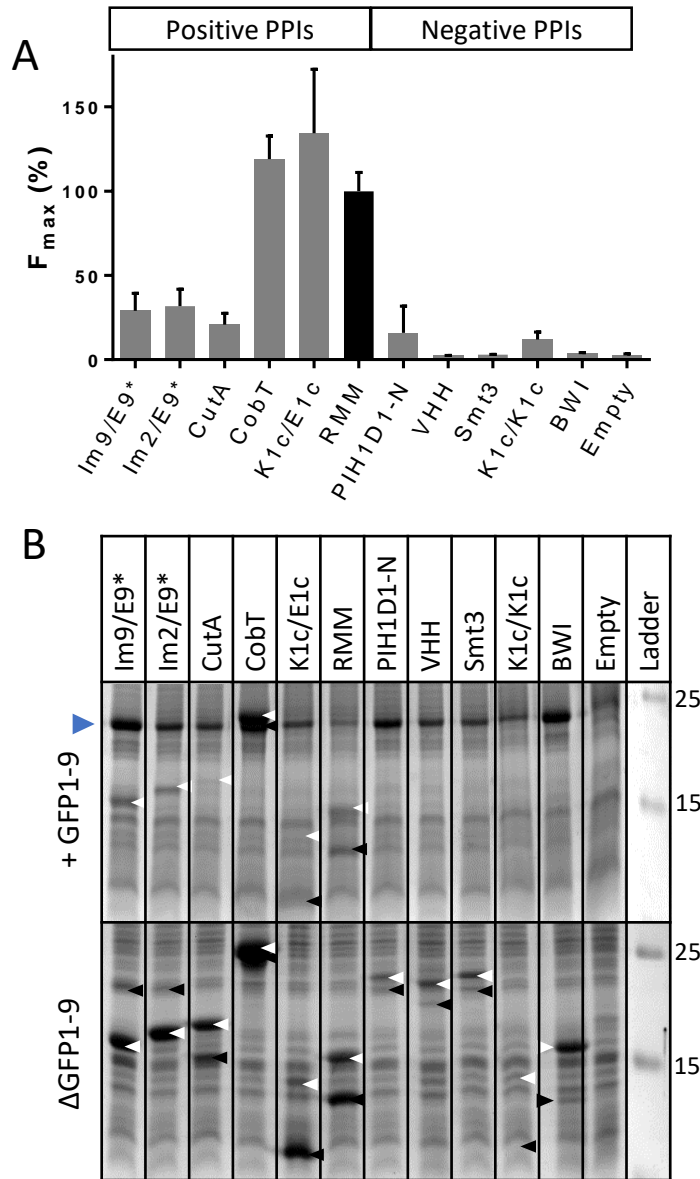 Positive PPIs Negative PPIs
A
F max (%)
150
100
50
0
Im9/E9*
Im2/E9*
CutA
CobT
K1c/E1c
RMM
PIH1D1-N
VHH
Smt3
K1c/K1c
BWI
Empty
B
Im9/E9*
Im2/E9*
CutA
CobT
K1c/E1c
RMM
PIH1D1-N
VHH
Smt3
K1c/K1c
BWI
Empty
Ladder
+ GFP1-9
25
15
ΔGFP1-9
25
15